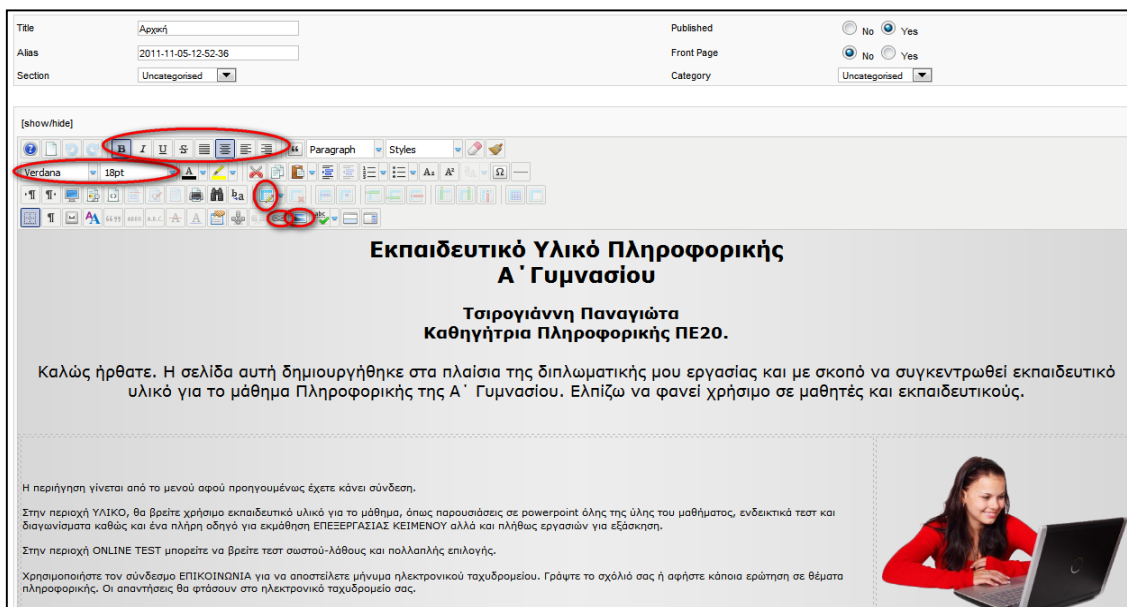 Title Αρχική Published No Yes
Alias 2011-11-05-12-52-36 Front Page No Yes
Section Uncategorised Category Uncategorised
[show/hide]
B I U S Paragraph Styles
Verdana 18pt A Ω
Εκπαιδευτικό Υλικό Πληροφορικής
Α΄Γυμνασίου
Τσιρογιάννη Παναγιώτα
Καθηγήτρια Πληροφορικής ΠΕ20.
Καλώς ήρθατε. Η σελίδα αυτή δημιουργήθηκε στα πλαίσια της διπλωματικής μου εργασίας και με σκοπό να συγκεντρωθεί εκπαιδευτικό
υλικό για το μάθημα Πληροφορικής της Α΄ Γυμνασίου. Ελπίζω να φανεί χρήσιμο σε μαθητές και εκπαιδευτικούς.
Η περιήγηση γίνεται από το μενού αφού προηγουμένως έχετε κάνει σύνδεση.
Στην περιοχή ΥΛΙΚΟ, θα βρείτε χρήσιμο εκπαιδευτικό υλικό για το μάθημα, όπως παρουσιάσεις σε powerpoint όλης της ύλης του μαθήματος, ενδεικτικά τεστ και
διαγωνίσματα καθώς και ένα πλήρη οδηγό για εκμάθηση ΕΠΕΞΕΡΓΑΣΙΑΣ ΚΕΙΜΕΝΟΥ αλλά και πλήθως εργασιών για εξάσκηση.
Στην περιοχή ONLINE TEST μπορείτε να βρείτε τεστ σωστού-λάθους και πολλαπλής επιλογής.
Χρησιμοποιήστε τον σύνδεσμο ΕΠΙΚΟΙΝΩΝΙΑ για να αποστείλετε μήνυμα ηλεκτρονικού ταχυδρομείου. Γράψτε το σχόλιό σας ή αφήστε κάποια ερώτηση σε θέματα
πληροφορικής. Οι απαντήσεις θα φτάσουν στο ηλεκτρονικό ταχυδρομείο σας.